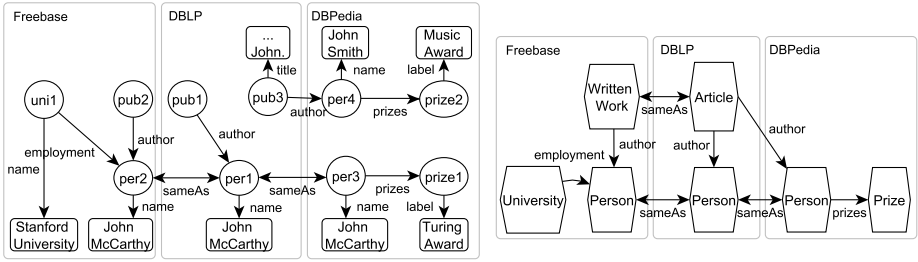 Freebase
DBLP
DBPedia
...
John.
John
Smith
Music
Award
title
name
label
uni1
pub2
pub1
pub3
author
per4
prizes
prize2
employment
author
author
name
per2
sameAs
per1
sameAs
per3
prizes
prize1
name
name
name
label
Stanford
University
John
McCarthy
John
McCarthy
John
McCarthy
Turing
Award
Freebase
DBLP
DBPedia
Written
Work
sameAs
Article
author
employment
author
author
University
Person
sameAs
Person
sameAs
Person
prizes
Prize